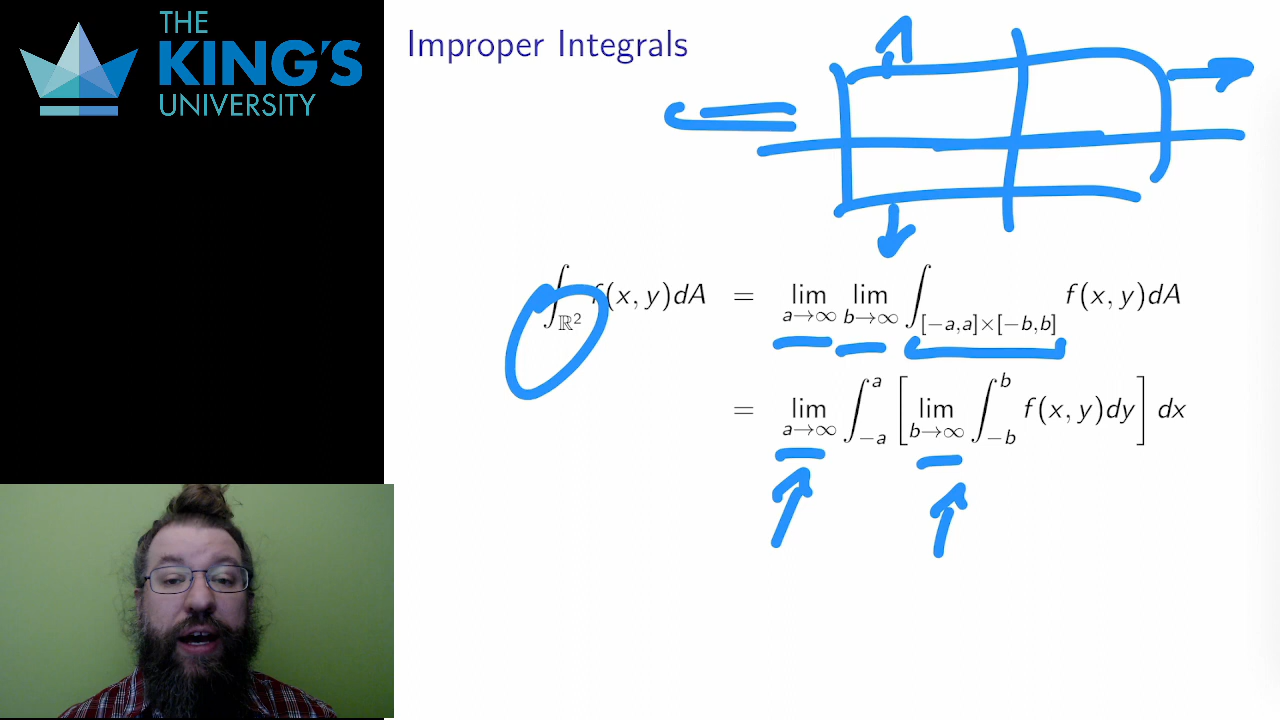 THE
KING'S
UNIVERSITY
Improper Integrals
∫_{ℝ²} f(x, y)dA = lim_{a→∞} lim_{b→∞} ∫_{[−a,a]×[−b,b]} f(x, y)dA
= lim_{a→∞} ∫_{−a}^{a} [ lim_{b→∞} ∫_{−b}^{b} f(x, y)dy ] dx